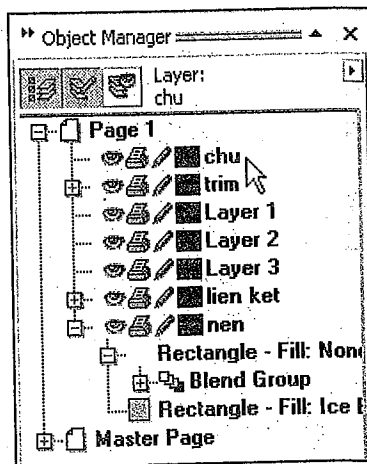 Object Manager
Layer:
chu
Page 1
chu
trim
Layer 1
Layer 2
Layer 3
lien ket
nen
Rectangle - Fill: None
Blend Group
Rectangle - Fill: Ice
Master Page